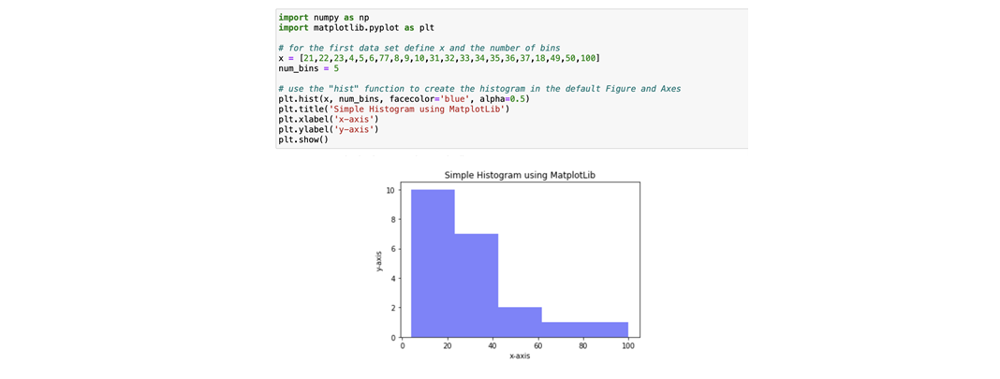 import numpy as np
import matplotlib.pyplot as plt
# for the first data set define x and the number of bins
x = [21,22,23,4,5,6,77,8,9,10,31,32,33,34,35,36,37,18,49,50,100]
num_bins = 5
# use the "hist" function to create the histogram in the default Figure and Axes
plt.hist(x, num_bins, facecolor='blue', alpha=0.5)
plt.title('Simple Histogram using MatplotLib')
plt.xlabel('x-axis')
plt.ylabel('y-axis')
plt.show()
Simple Histogram using MatplotLib
10
8
6
4
2
0
y-axis
0 20 40 60 80 100
x-axis